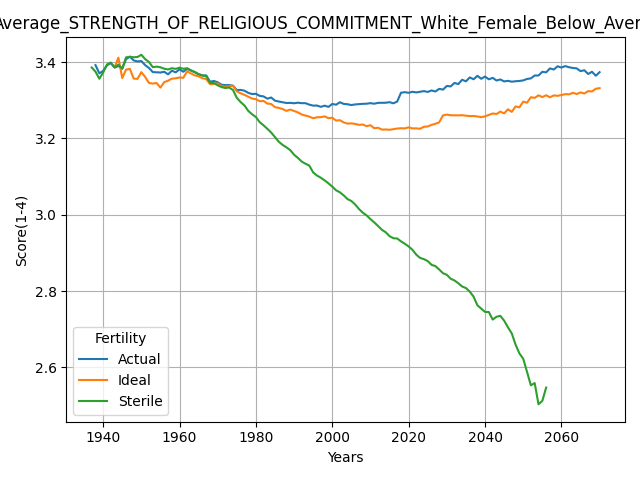 Average_STRENGTH_OF_RELIGIOUS_COMMITMENT_White_Female_Below_Aver
3.4
3.2
3.0
2.8
2.6
Score(1-4)
Fertility
Actual
Ideal
Sterile
1940
1960
1980
2000
2020
2040
2060
Years